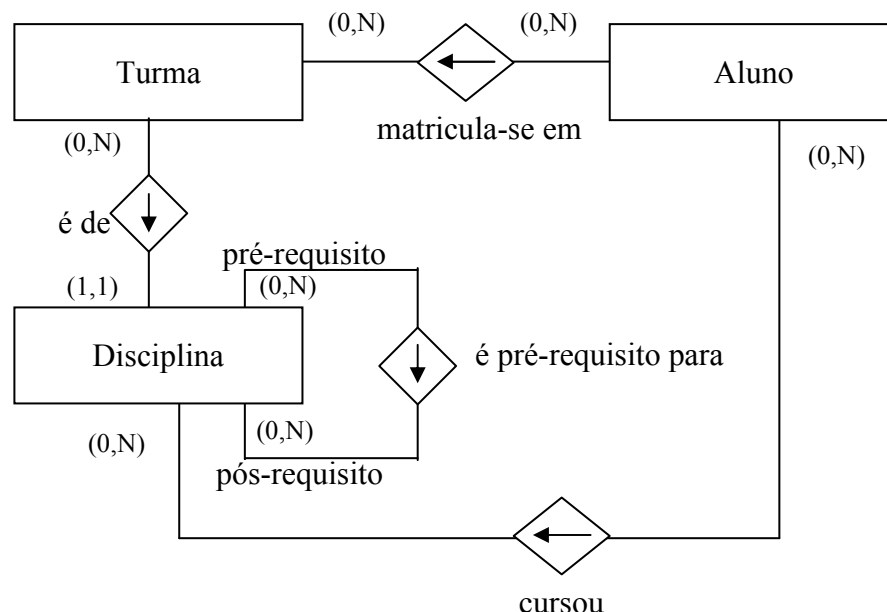 (0,N)
(0,N)
Turma
Aluno
matricula-se em
(0,N)
(0,N)
é de
pré-requisito
(1,1)
(0,N)
Disciplina
é pré-requisito para
(0,N)
(0,N)
pós-requisito
cursou